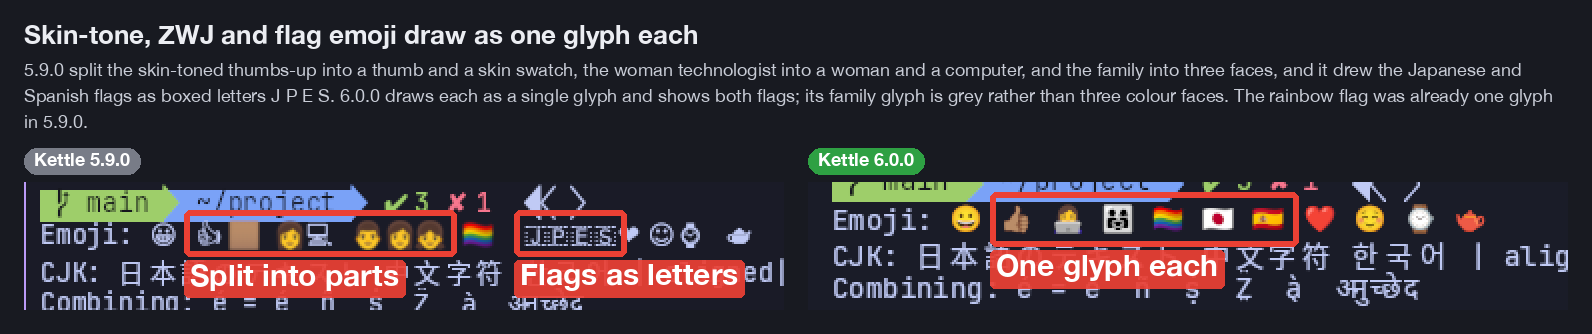 Skin-tone, ZWJ and flag emoji draw as one glyph each
5.9.0 split the skin-toned thumbs-up into a thumb and a skin swatch, the woman technologist into a woman and a computer, and the family into three faces, and it drew the Japanese and
Spanish flags as boxed letters J P E S. 6.0.0 draws each as a single glyph and shows both flags; its family glyph is grey rather than three colour faces. The rainbow flag was already one glyph
in 5.9.0.
Kettle 5.9.0
main ~/project ✔ 3 ✘ 1
Emoji: 😀 👍🏽 👩💻 👨👩👧 🏳️‍🌈 JPES ❤ ☺ ⌚ 🫖
CJK: 日本 中文字符
Split into parts
Flags as letters
Combining:
Kettle 6.0.0
main ~/project ✔ 3 ✘ 1
Emoji: 😀 👍🏽 👩‍💻 👨‍👩‍👧 🏳️‍🌈 🇯🇵 🇪🇸 ❤️ ☺️ ⌚ 🫖
CJK: 日本 文字符 한국어 | alig
One glyph each
Combining: